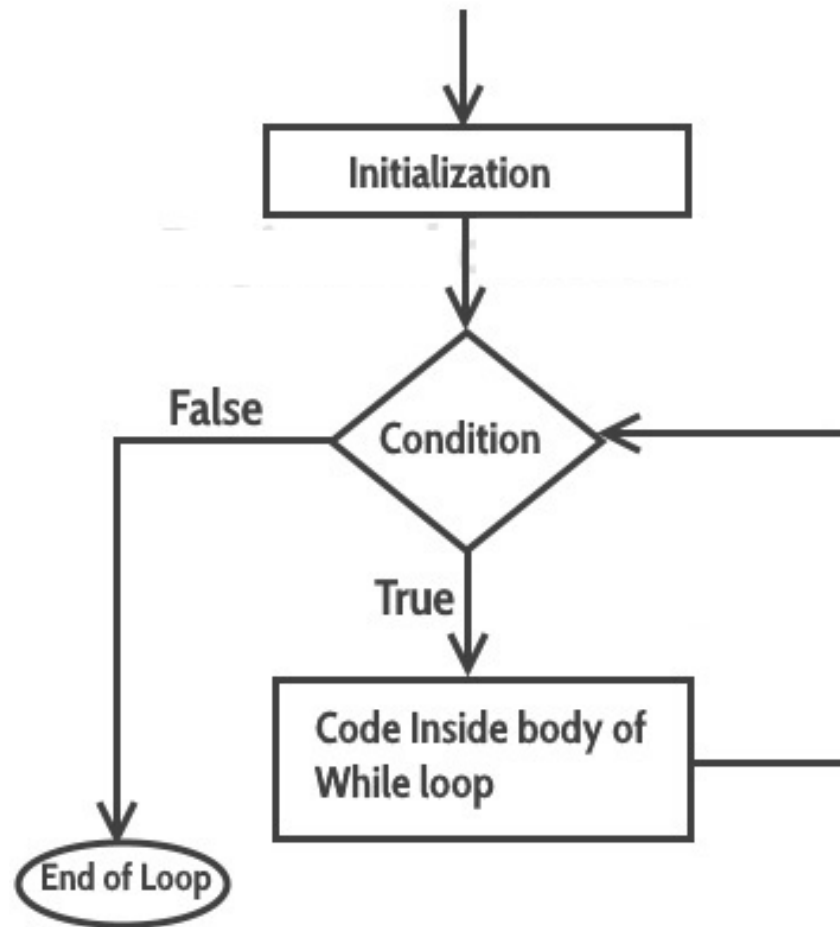 Initialization
False
Condition
True
Code Inside body of
While loop
End of Loop